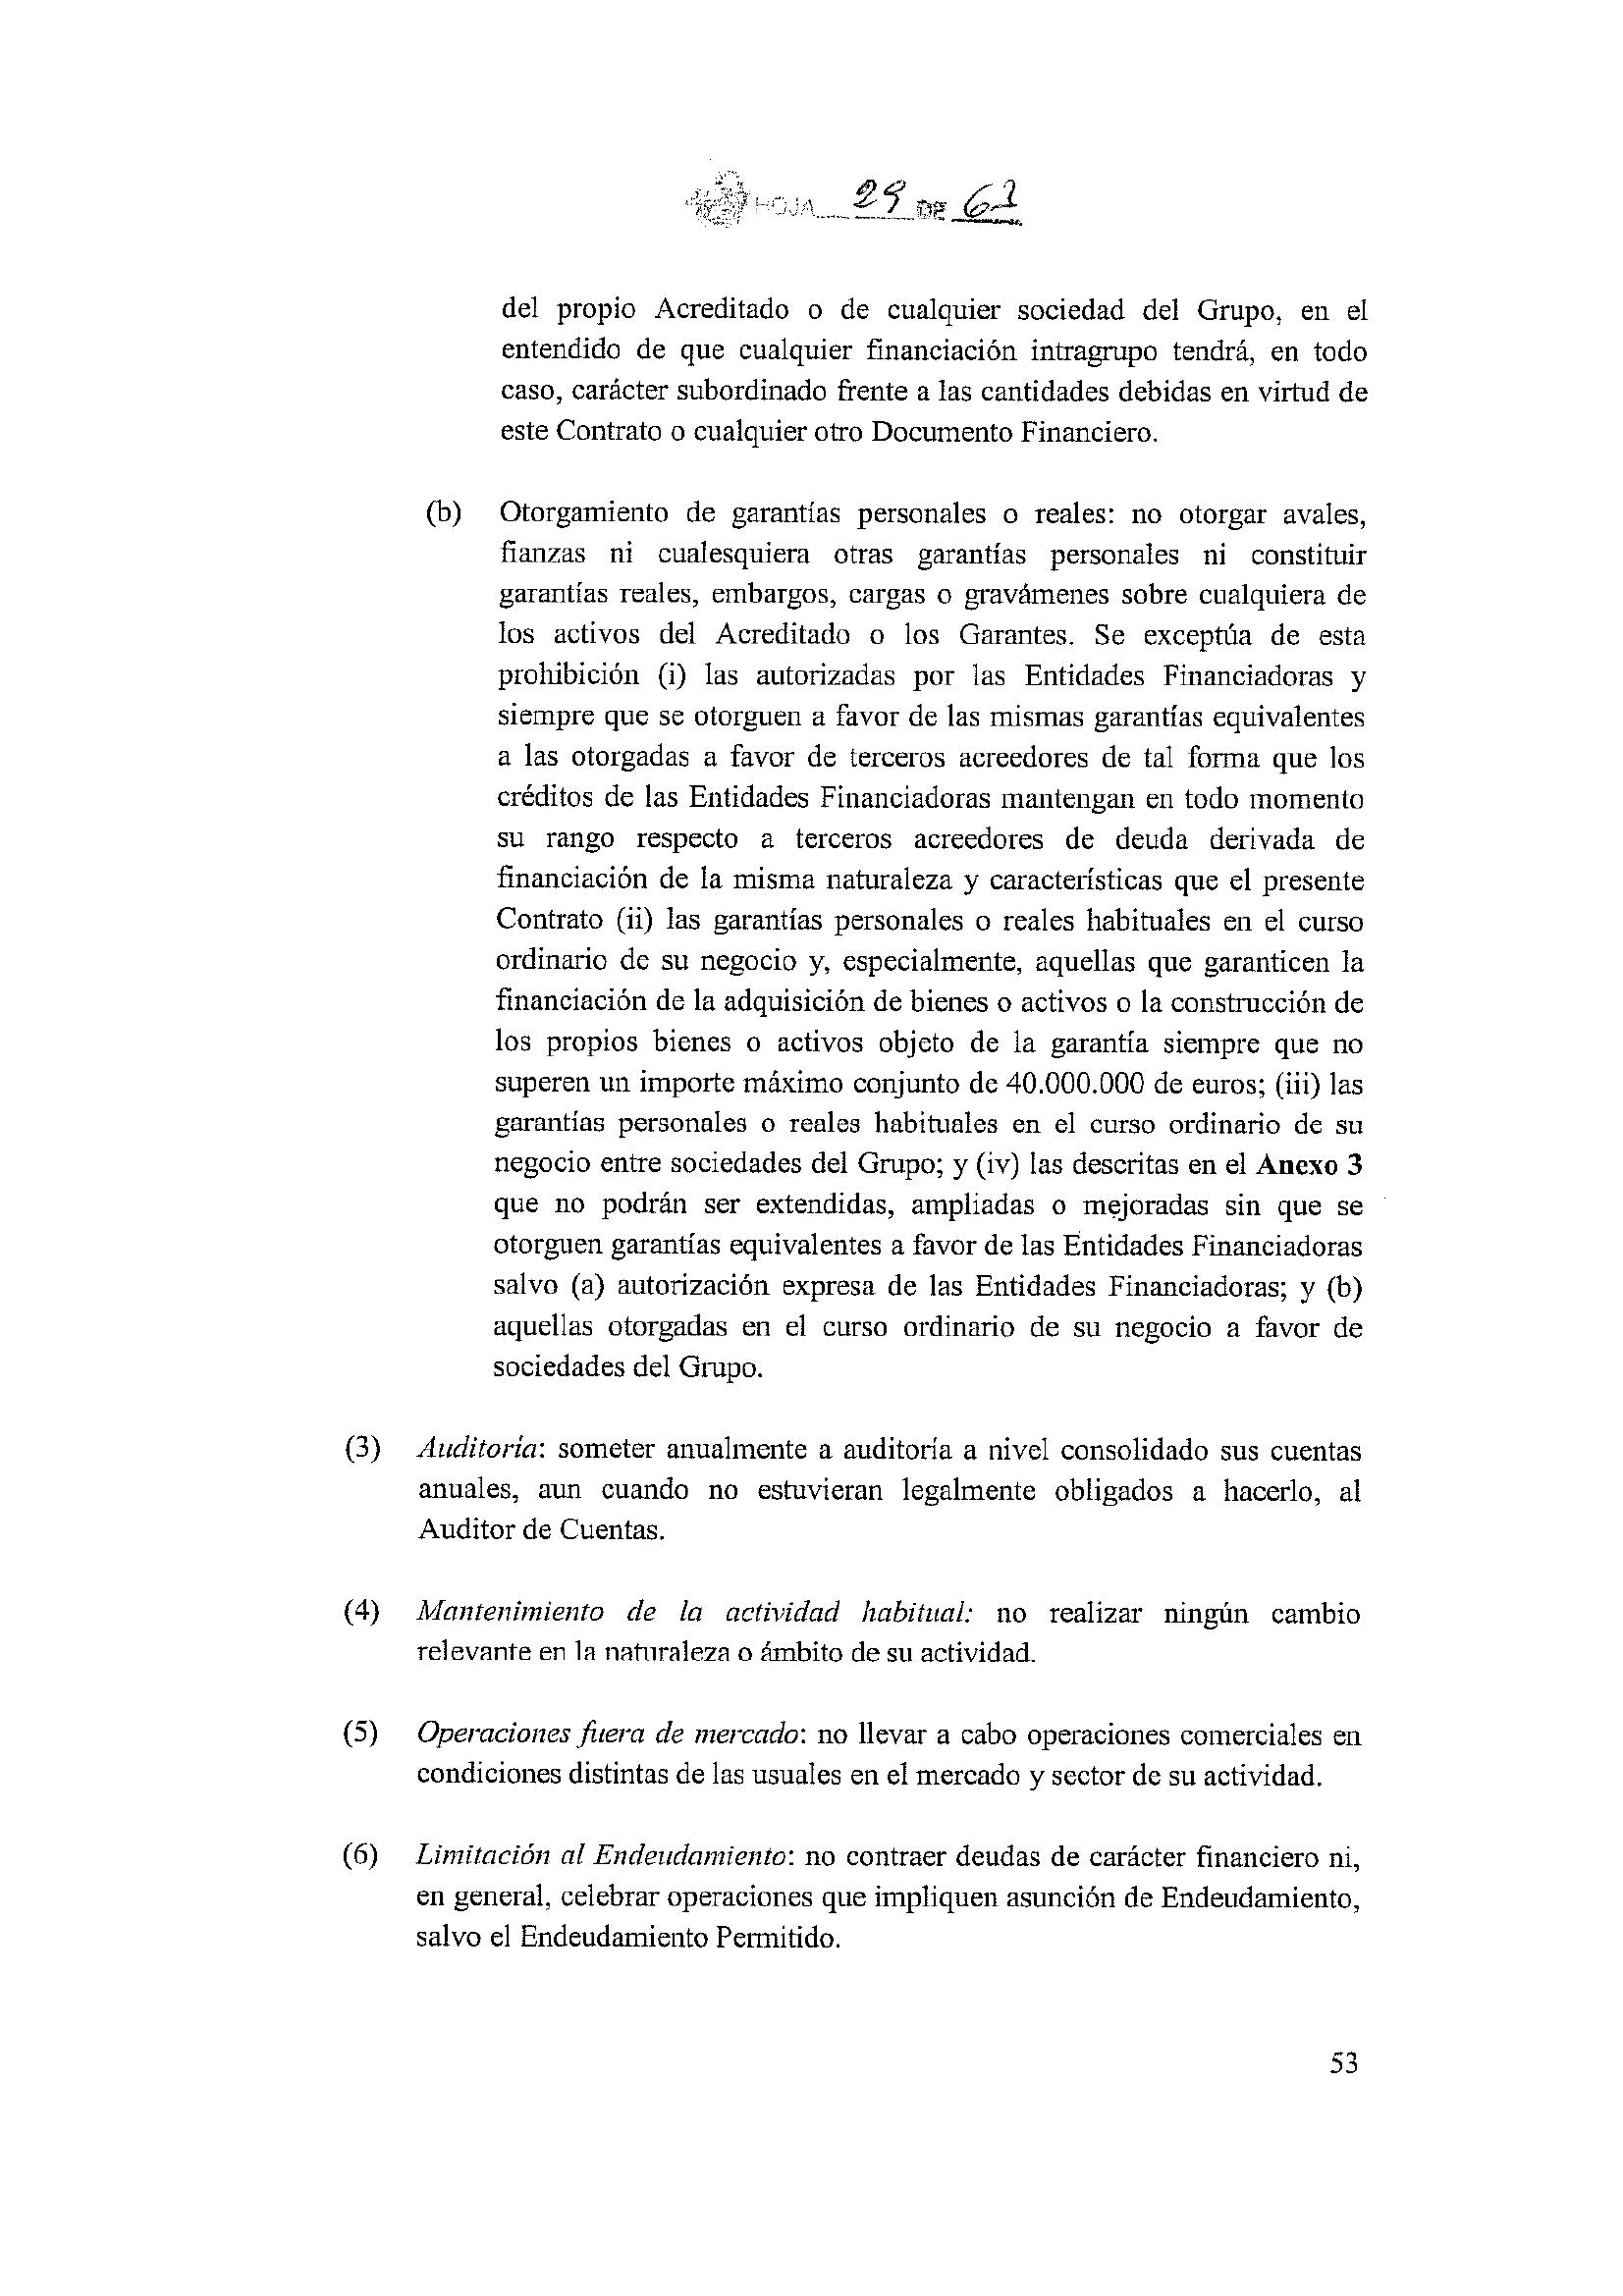 HOJA 29 DE 61
del propio Acreditado o de cualquier sociedad del Grupo, en el
entendido de que cualquier financiación intragrupo tendrá, en todo
caso, carácter subordinado frente a las cantidades debidas en virtud de
este Contrato o cualquier otro Documento Financiero.
(b) Otorgamiento de garantías personales o reales: no otorgar avales,
fianzas ni cualesquiera otras garantías personales ni constituir
garantías reales, embargos, cargas o gravámenes sobre cualquiera de
los activos del Acreditado o los Garantes. Se exceptúa de esta
prohibición (i) las autorizadas por las Entidades Financiadoras y
siempre que se otorguen a favor de las mismas garantías equivalentes
a las otorgadas a favor de terceros acreedores de tal forma que los
créditos de las Entidades Financiadoras mantengan en todo momento
su rango respecto a terceros acreedores de deuda derivada de
financiación de la misma naturaleza y características que el presente
Contrato (ii) las garantías personales o reales habituales en el curso
ordinario de su negocio y, especialmente, aquellas que garanticen la
financiación de la adquisición de bienes o activos o la construcción de
los propios bienes o activos objeto de la garantía siempre que no
superen un importe máximo conjunto de 40.000.000 de euros; (iii) las
garantías personales o reales habituales en el curso ordinario de su
negocio entre sociedades del Grupo; y (iv) las descritas en el Anexo 3
que no podrán ser extendidas, ampliadas o mejoradas sin que se
otorguen garantías equivalentes a favor de las Entidades Financiadoras
salvo (a) autorización expresa de las Entidades Financiadoras; y (b)
aquellas otorgadas en el curso ordinario de su negocio a favor de
sociedades del Grupo.
(3) Auditoría: someter anualmente a auditoría a nivel consolidado sus cuentas
anuales, aun cuando no estuvieran legalmente obligados a hacerlo, al
Auditor de Cuentas.
(4) Mantenimiento de la actividad habitual: no realizar ningún cambio
relevante en la naturaleza o ámbito de su actividad.
(5) Operaciones fuera de mercado: no llevar a cabo operaciones comerciales en
condiciones distintas de las usuales en el mercado y sector de su actividad.
(6) Limitación al Endeudamiento: no contraer deudas de carácter financiero ni,
en general, celebrar operaciones que impliquen asunción de Endeudamiento,
salvo el Endeudamiento Permitido.
53